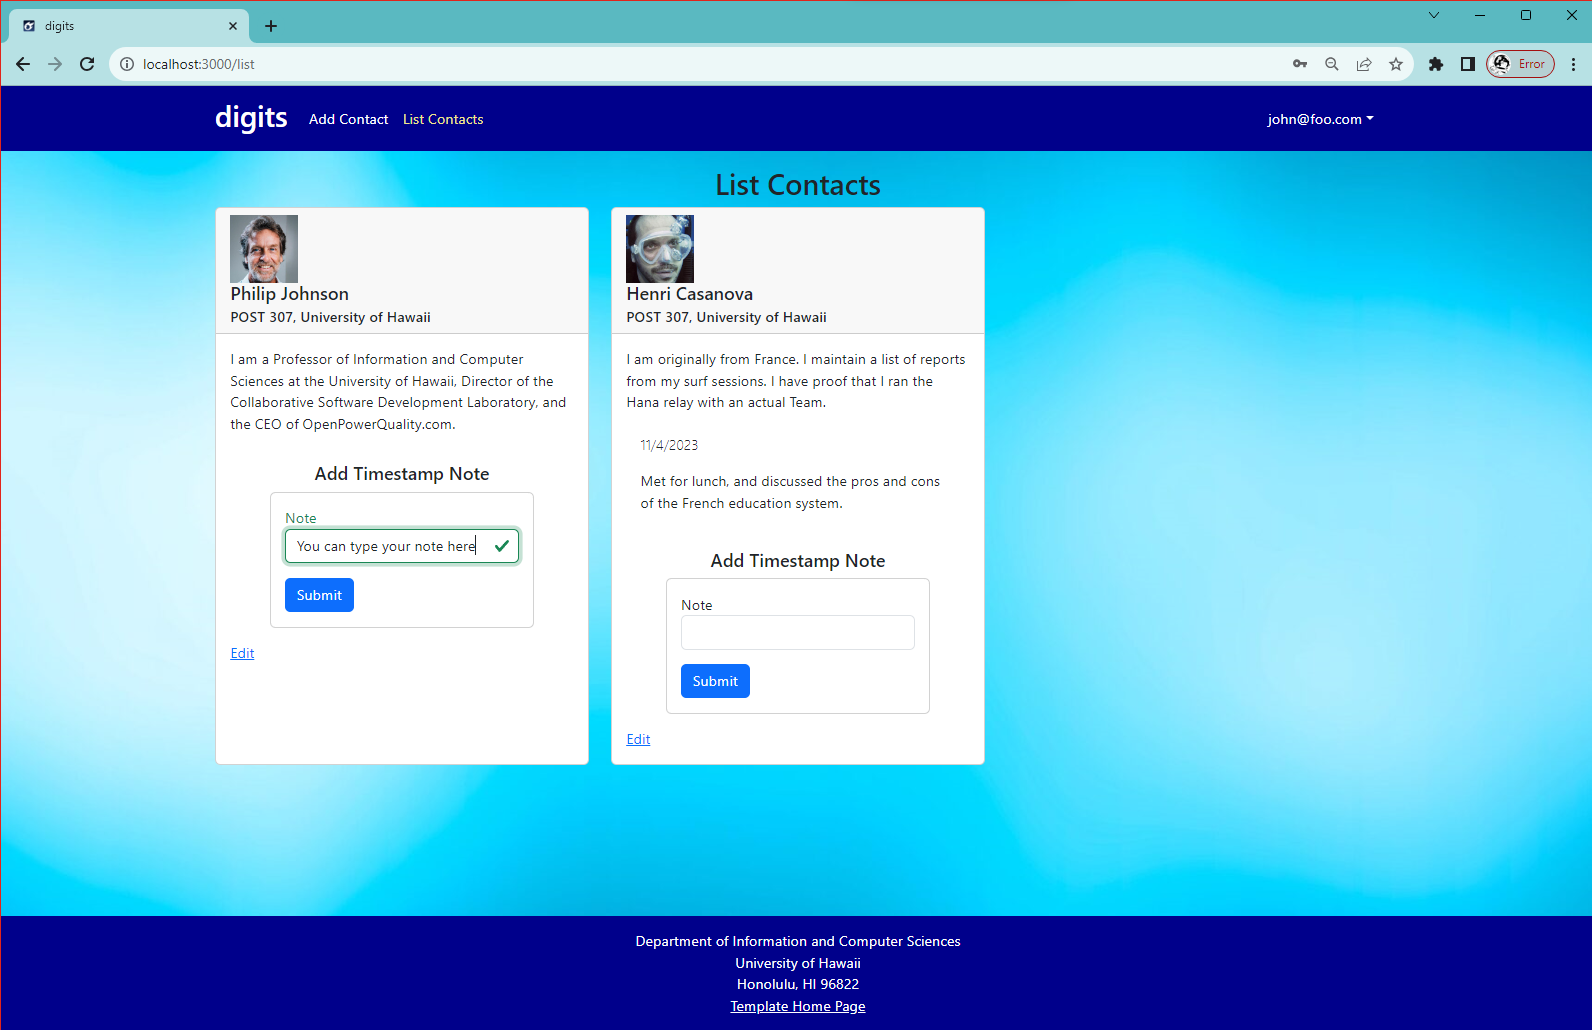 digits
localhost:3000/list
Error
digits
Add Contact
List Contacts
john@foo.com
List Contacts
Philip Johnson
POST 307, University of Hawaii
I am a Professor of Information and Computer
Sciences at the University of Hawaii, Director of the
Collaborative Software Development Laboratory, and
the CEO of OpenPowerQuality.com.
Add Timestamp Note
Note
You can type your note here
Submit
Edit
Henri Casanova
POST 307, University of Hawaii
I am originally from France. I maintain a list of reports
from my surf sessions. I have proof that I ran the
Hana relay with an actual Team.
11/4/2023
Met for lunch, and discussed the pros and cons
of the French education system.
Add Timestamp Note
Note
Submit
Edit
Department of Information and Computer Sciences
University of Hawaii
Honolulu, HI 96822
Template Home Page